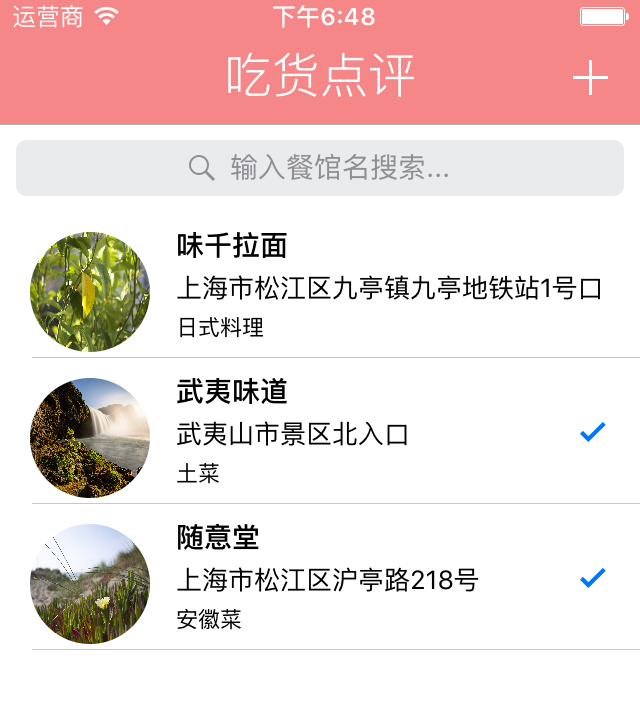 运营商 下午6:48
吃货点评
输入餐馆名搜索...
味千拉面
上海市松江区九亭镇九亭地铁站1号口
日式料理
武夷味道
武夷山市景区北入口
土菜
随意堂
上海市松江区沪亭路218号
安徽菜